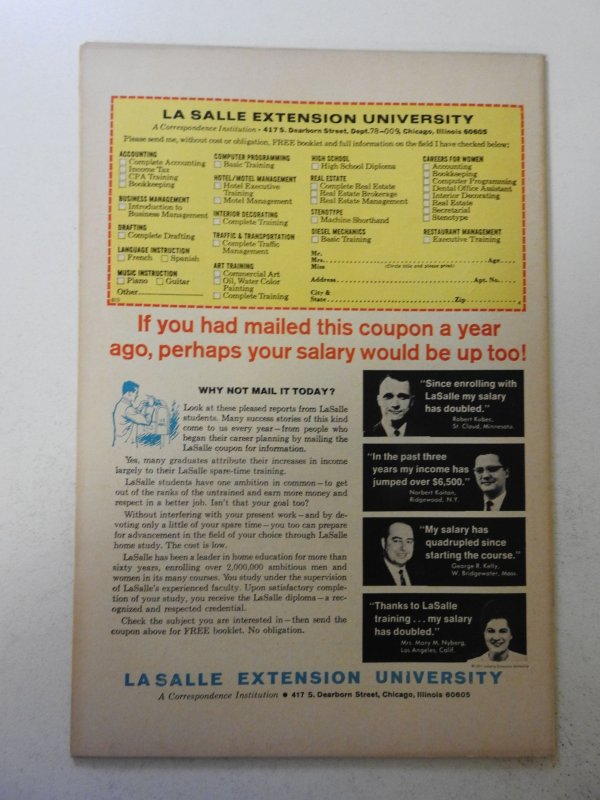 LA SALLE EXTENSION UNIVERSITY
A Correspondence Institution • 417 S. Dearborn Street, Dept. 78-009, Chicago, Illinois 60605
Please send me, without cost or obligation, FREE booklet and full information on the field I have checked below:
ACCOUNTING
Complete Accounting
Income Tax
CPA Training
Bookkeeping
BUSINESS MANAGEMENT
Introduction to
Business Management
DRAFTING
Complete Drafting
LANGUAGE INSTRUCTION
French Spanish
MUSIC INSTRUCTION
Piano Guitar
Other
COMPUTER PROGRAMMING
Basic Training
HOTEL/MOTEL MANAGEMENT
Hotel Executive
Training
Motel Management
INTERIOR DECORATING
Complete Training
TRAFFIC & TRANSPORTATION
Complete Traffic
Management
ART TRAINING
Commercial Art
Oil, Water Color
Painting
Complete Training
HIGH SCHOOL
High School Diploma
REAL ESTATE
Complete Real Estate
Real Estate Brokerage
Real Estate Management
STENOTYPE
Machine Shorthand
DIESEL MECHANICS
Basic Training
CAREERS FOR WOMEN
Accounting
Bookkeeping
Computer Programming
Dental Office Assistant
Interior Decorating
Real Estate
Secretarial
Stenotype
RESTAURANT MANAGEMENT
Executive Training
Mr.
Mrs. Age
Miss (Circle title and please print)
Address Apt. No.
City &
State Zip
If you had mailed this coupon a year
ago, perhaps your salary would be up too!
WHY NOT MAIL IT TODAY?
Look at these pleased reports from LaSalle
students. Many success stories of this kind
come to us every year—from people who
began their career planning by mailing the
LaSalle coupon for information.
Yes, many graduates attribute their increases in income
largely to their LaSalle spare-time training.
LaSalle students have one ambition in common—to get
out of the ranks of the untrained and earn more money and
respect in a better job. Isn't that your goal too?
Without interfering with your present work—and by de-
voting only a little of your spare time—you too can prepare
for advancement in the field of your choice through LaSalle
home study. The cost is low.
LaSalle has been a leader in home education for more than
sixty years, enrolling over 2,000,000 ambitious men and
women in its many courses. You study under the supervision
of LaSalle's experienced faculty. Upon satisfactory comple-
tion of your study, you receive the LaSalle diploma—a rec-
ognized and respected credential.
Check the subject you are interested in—then send the
coupon above for FREE booklet. No obligation.
"Since enrolling with
LaSalle my salary
has doubled."
Robert Kubes,
St. Cloud, Minnesota.
"In the past three
years my income has
jumped over $6,500."
Norbert Kaitan,
Ridgewood, N.Y.
"My salary has
quadrupled since
starting the course."
George R. Kelly,
W. Bridgewater, Mass.
"Thanks to LaSalle
training . . . my salary
has doubled."
Mrs. Mary M. Nyberg,
Los Angeles, Calif.
LASALLE EXTENSION UNIVERSITY
A Correspondence Institution • 417 S. Dearborn Street, Chicago, Illinois 60605